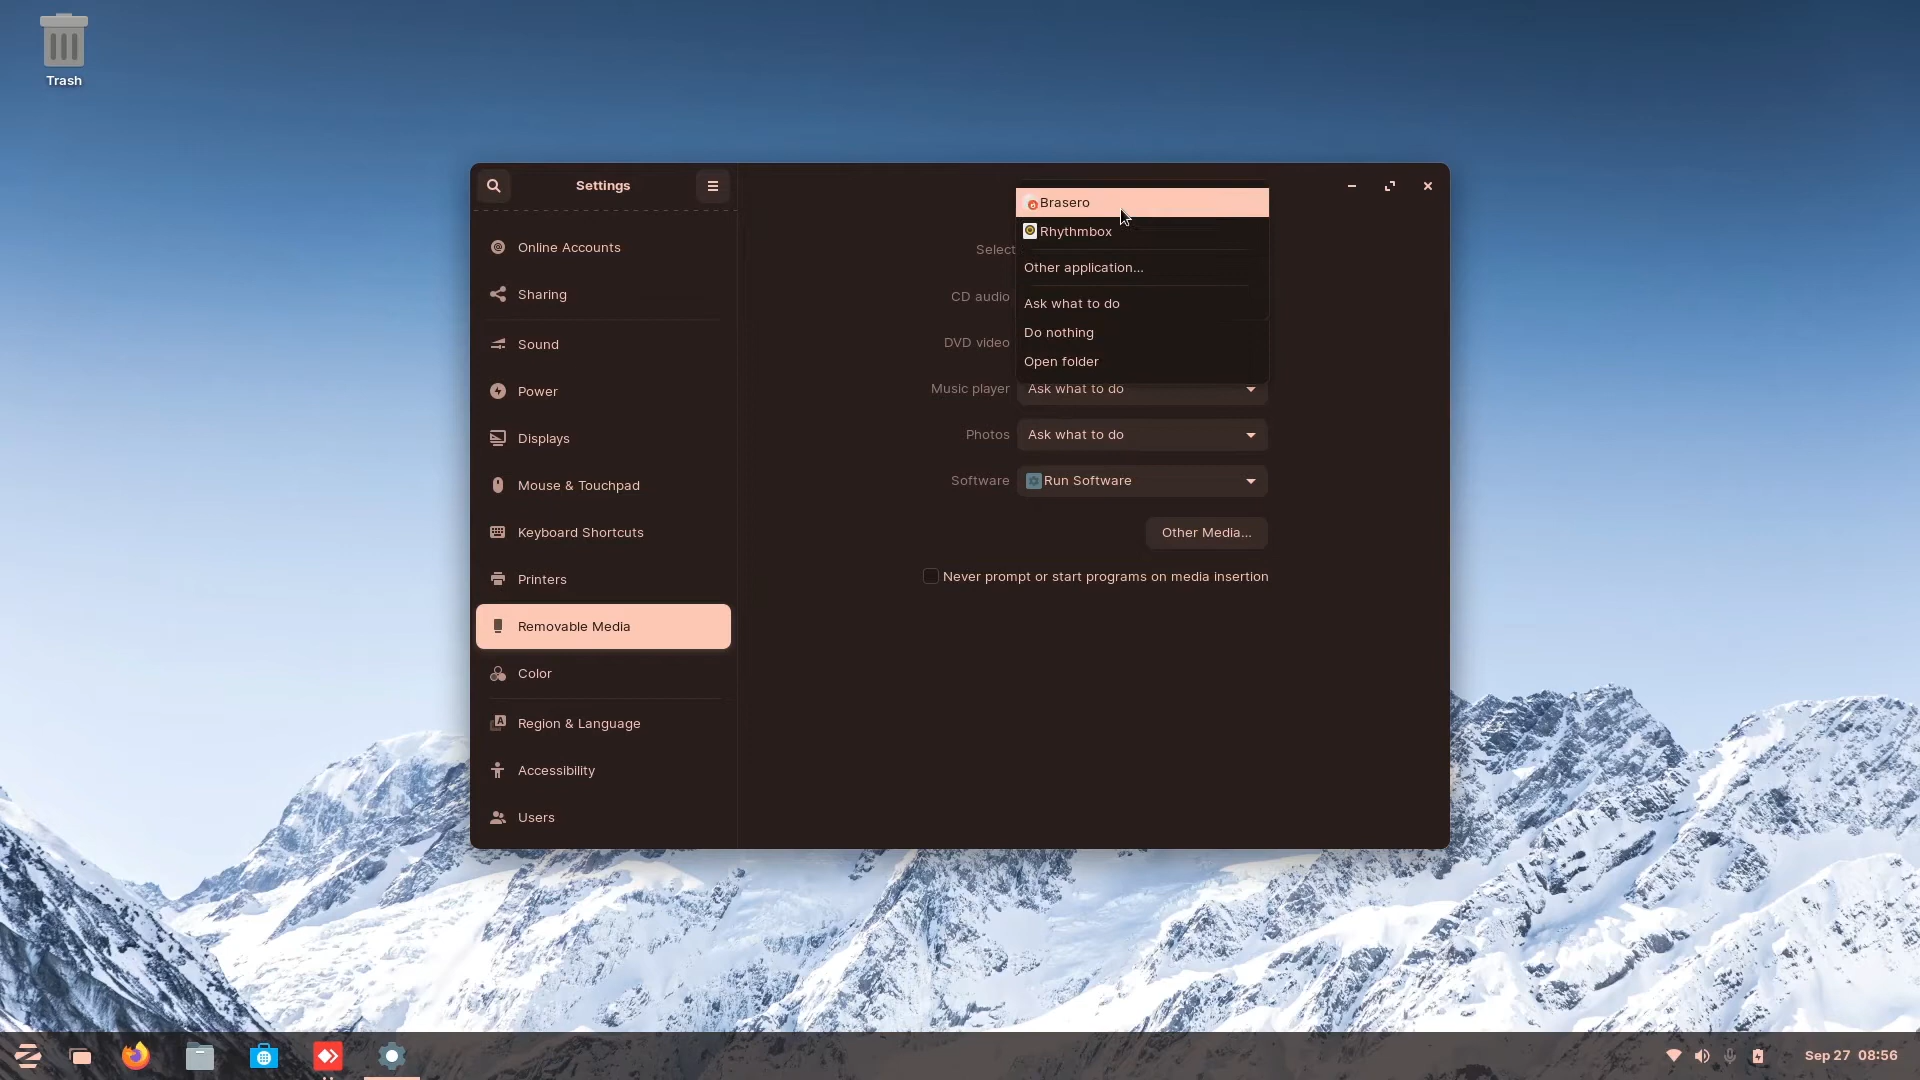 Trash
Settings
Online Accounts
Sharing
Sound
Power
Displays
Mouse & Touchpad
Keyboard Shortcuts
Printers
Removable Media
Color
Region & Language
Accessibility
Users
Select
CD audio
DVD video
Music player
Ask what to do
Photos
Ask what to do
Software
Run Software
Other Media...
Never prompt or start programs on media insertion
Brasero
Rhythmbox
Other application...
Ask what to do
Do nothing
Open folder
Sep 27 08:56